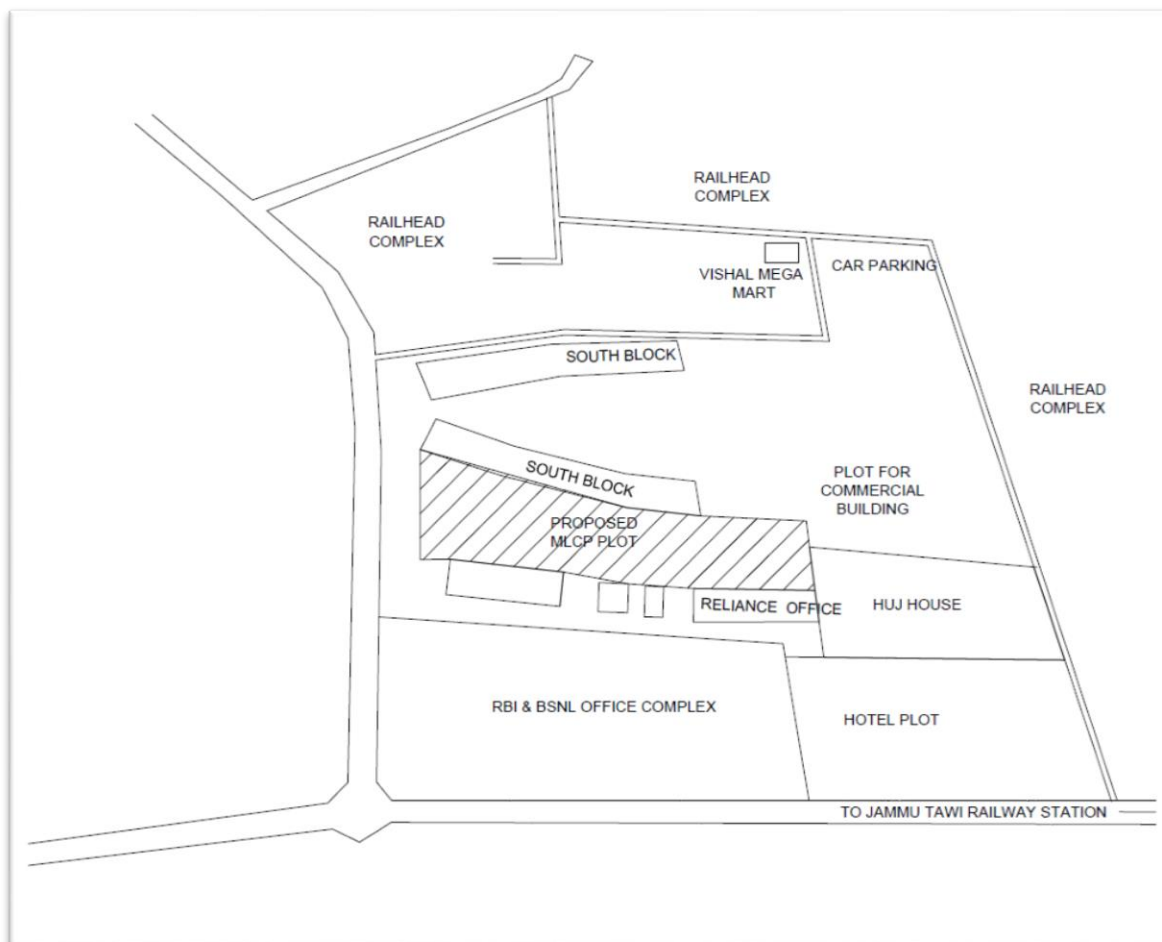 RAILHEAD
COMPLEX
RAILHEAD
COMPLEX
VISHAL MEGA
MART
CAR PARKING
SOUTH BLOCK
RAILHEAD
COMPLEX
SOUTH BLOCK
PLOT FOR
COMMERCIAL
BUILDING
PROPOSED
MLCP PLOT
RELIANCE OFFICE
HUJ HOUSE
RBI & BSNL OFFICE COMPLEX
HOTEL PLOT
TO JAMMU TAWI RAILWAY STATION